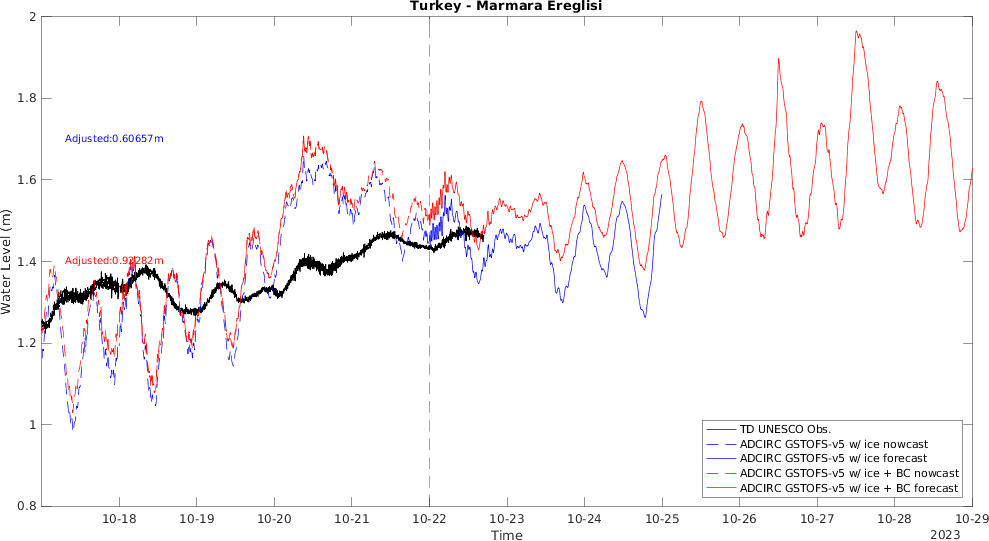 Turkey - Marmara Ereglisi
2
1.8
1.6
1.4
1.2
1
0.8
Water Level (m)
Adjusted:0.60657m
Adjusted:0.92282m
TD UNESCO Obs.
ADCIRC GSTOFS-v5 w/ ice nowcast
ADCIRC GSTOFS-v5 w/ ice forecast
ADCIRC GSTOFS-v5 w/ ice + BC nowcast
ADCIRC GSTOFS-v5 w/ ice + BC forecast
10-18 10-19 10-20 10-21 10-22 10-23 10-24 10-25 10-26 10-27 10-28 10-29
Time
2023